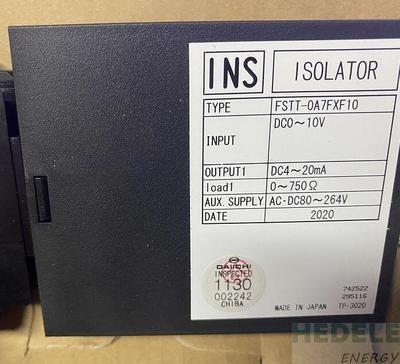 INS ISOLATOR
TYPE FSTT-0A7FXF10
INPUT DC0～10V
OUTPUT1 DC4～20mA
load1 0～750Ω
AUX. SUPPLY AC・DC80～264V
DATE 2020
DAIICHI
INSPECTED
1130
002242
CHIBA
742522
295116
MADE IN JAPAN TP-3020
HEDELE
ENERGY